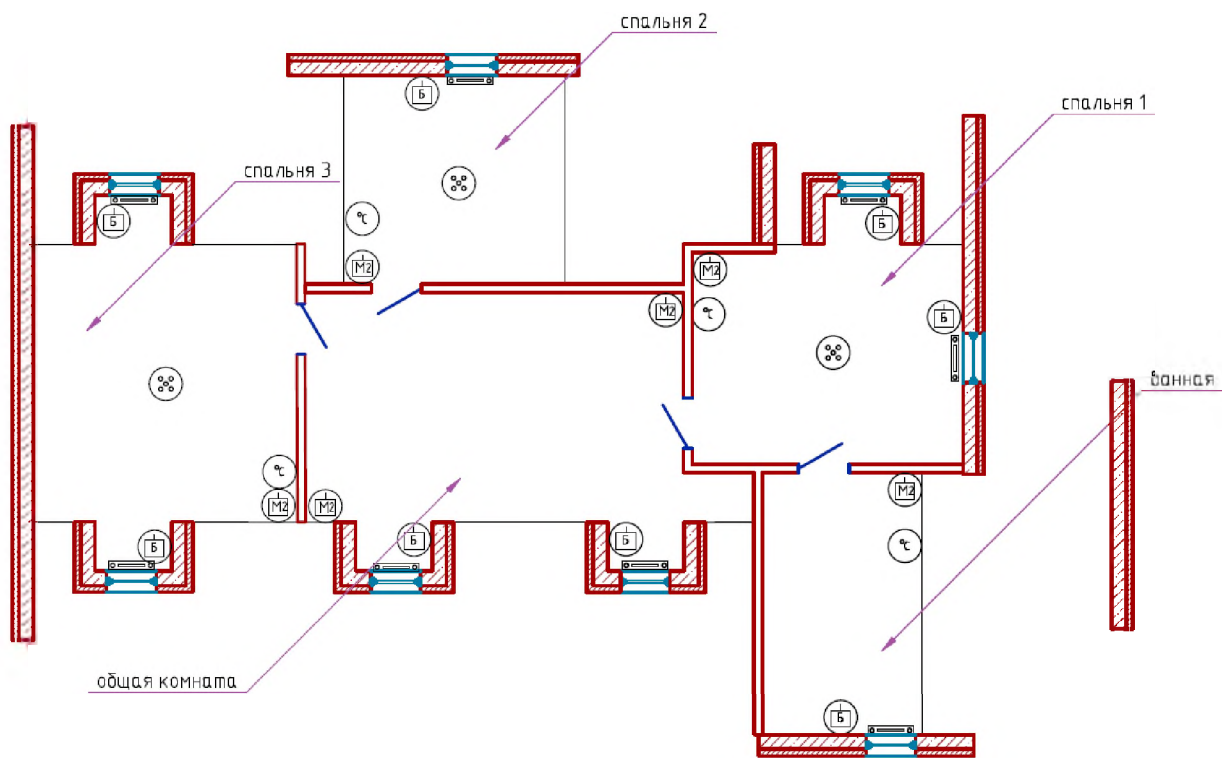 спальня 2
Б
спальня 1
спальня 3
°C
Б
Б
М2
М2
М2
°C
Б
ванная
°C
М2
М2
М2
°C
Б
Б
Б
общая комната
Б